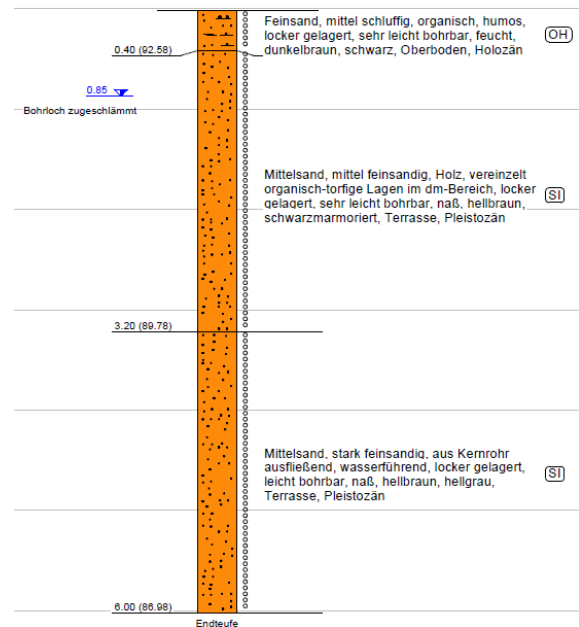 Feinsand, mittel schluffig, organisch, humos,
locker gelagert, sehr leicht bohrbar, feucht,
dunkelbraun, schwarz, Oberboden, Holozän
OH
0.40 (92.58)
0.85
Bohrloch zugeschlämmt
Mittelsand, mittel feinsandig, Holz, vereinzelt
organisch-torfige Lagen im dm-Bereich, locker
gelagert, sehr leicht bohrbar, naß, hellbraun,
schwarzmarmoriert, Terrasse, Pleistozän
SI
3.20 (89.78)
Mittelsand, stark feinsandig, aus Kernrohr
ausfließend, wasserführend, locker gelagert,
leicht bohrbar, naß, hellbraun, hellgrau,
Terrasse, Pleistozän
SI
6.00 (86.98)
Endteufe